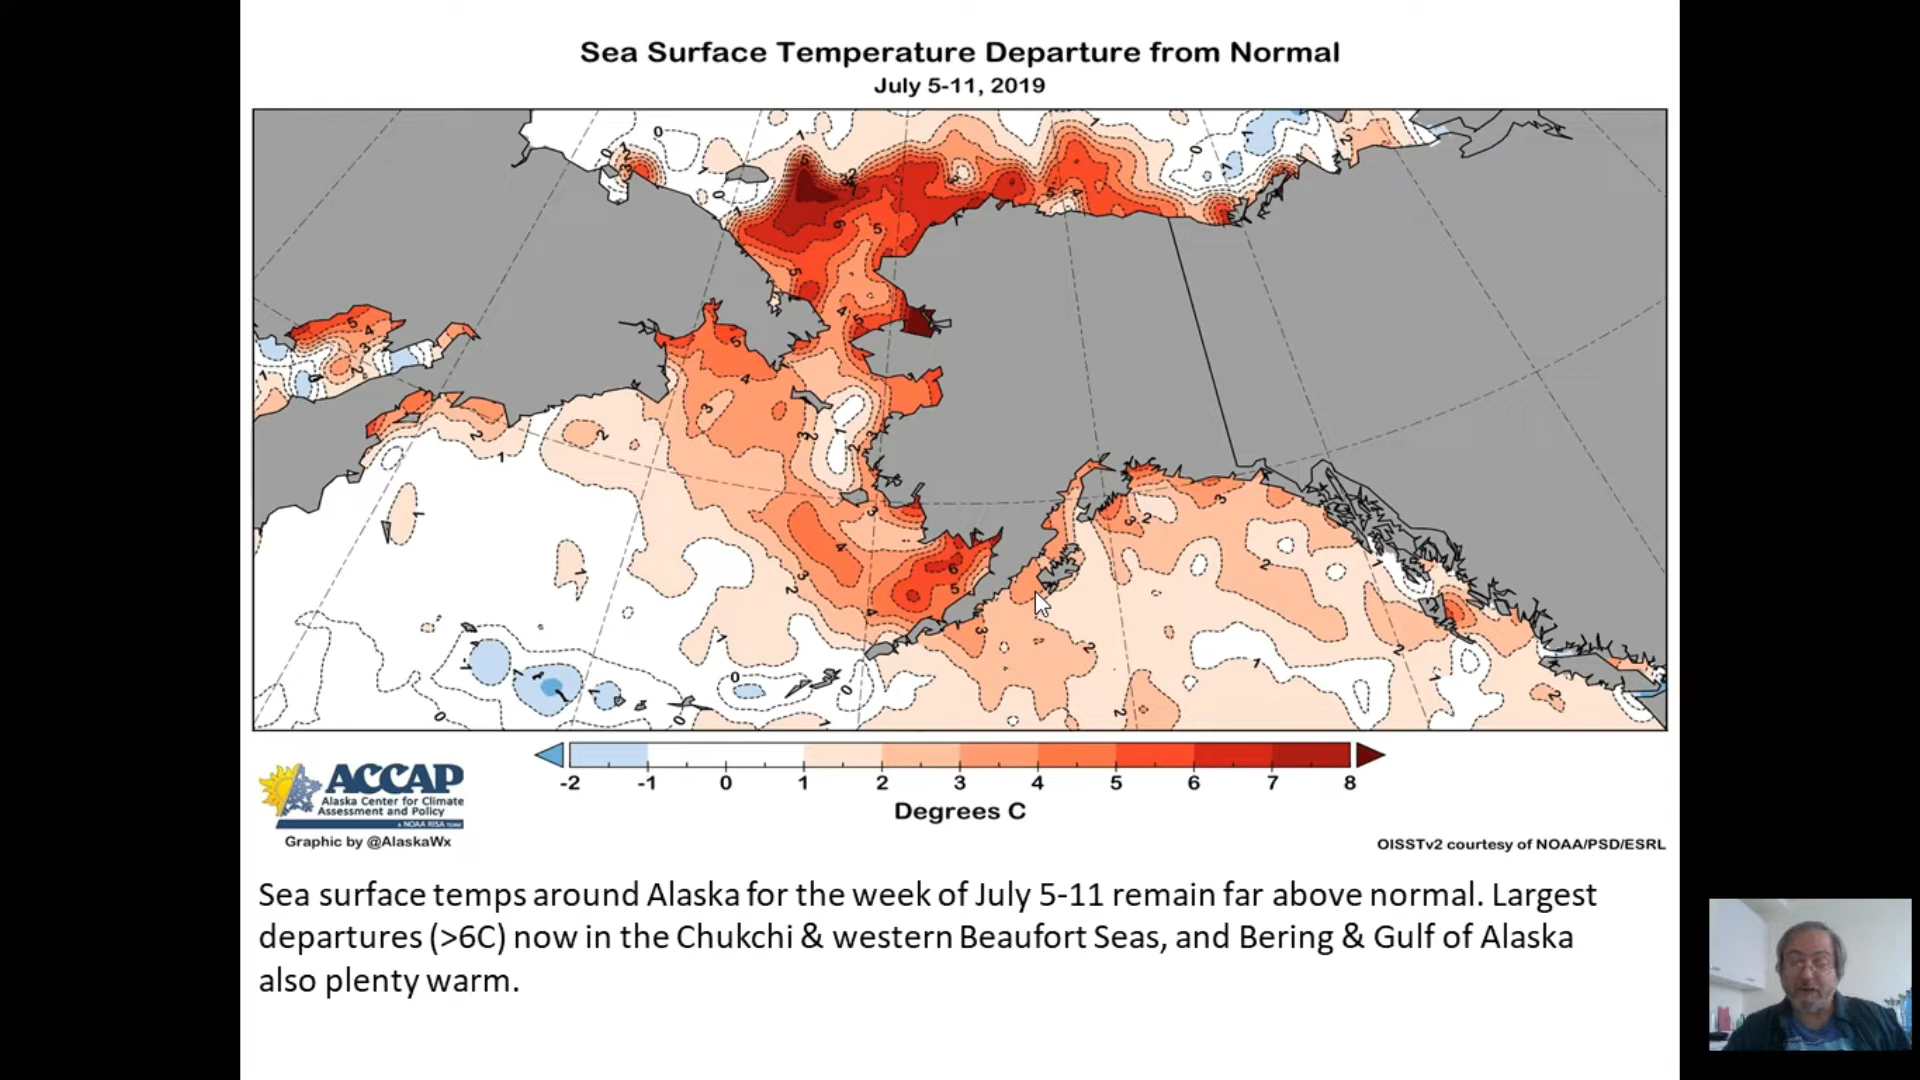 Sea Surface Temperature Departure from Normal
July 5-11, 2019
-2 -1 0 1 2 3 4 5 6 7 8
Degrees C
ACCAP
Alaska Center for Climate
Assessment and Policy
A NOAA RISA TEAM
Graphic by @AlaskaWx
OISSTv2 courtesy of NOAA/PSD/ESRL
Sea surface temps around Alaska for the week of July 5-11 remain far above normal. Largest
departures (>6C) now in the Chukchi & western Beaufort Seas, and Bering & Gulf of Alaska
also plenty warm.